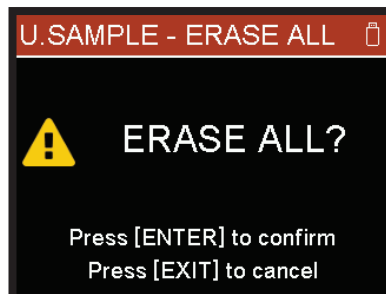 U.SAMPLE - ERASE ALL
ERASE ALL?
Press [ENTER] to confirm
Press [EXIT] to cancel